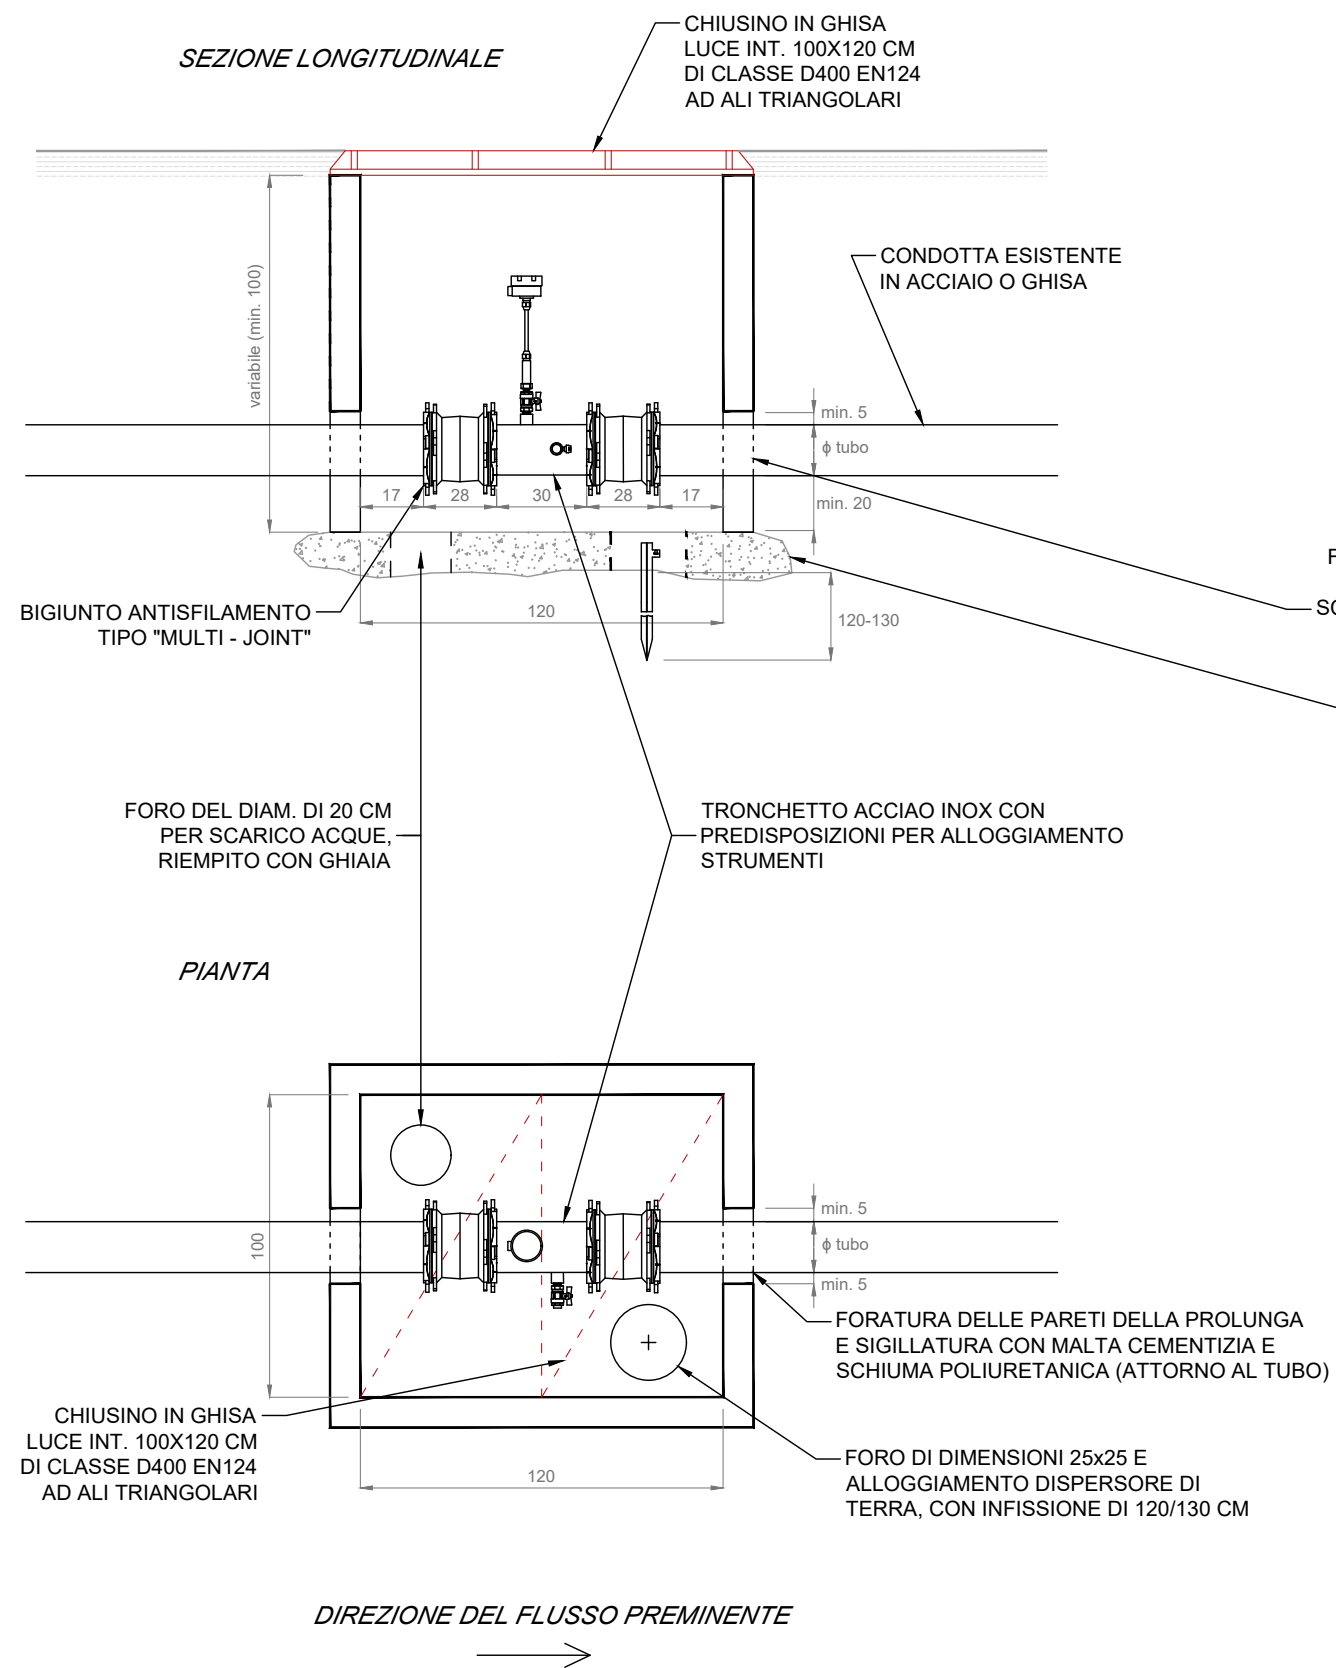 SEZIONE LONGITUDINALE
CHIUSINO IN GHISA
LUCE INT. 100X120 CM
DI CLASSE D400 EN124
AD ALI TRIANGOLARI
variabile (min. 100)
CONDOTTA ESISTENTE
IN ACCIAIO O GHISA
min. 5
ϕ tubo
min. 20
17
28
30
28
17
120
120-130
BIGIUNTO ANTISFILAMENTO
TIPO "MULTI - JOINT"
F
SC
FORO DEL DIAM. DI 20 CM
PER SCARICO ACQUE,
RIEMPITO CON GHIAIA
TRONCHETTO ACCIAO INOX CON
PREDISPOSIZIONI PER ALLOGGIAMENTO
STRUMENTI
PIANTA
100
min. 5
ϕ tubo
min. 5
FORATURA DELLE PARETI DELLA PROLUNGA
E SIGILLATURA CON MALTA CEMENTIZIA E
SCHIUMA POLIURETANICA (ATTORNO AL TUBO)
CHIUSINO IN GHISA
LUCE INT. 100X120 CM
DI CLASSE D400 EN124
AD ALI TRIANGOLARI
120
FORO DI DIMENSIONI 25x25 E
ALLOGGIAMENTO DISPERSORE DI
TERRA, CON INFISSIONE DI 120/130 CM
DIREZIONE DEL FLUSSO PREMINENTE